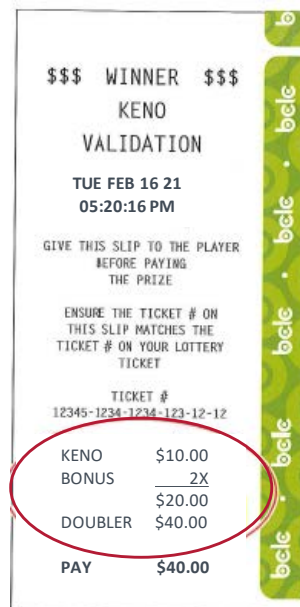 $$$ WINNER $$$
KENO
VALIDATION
TUE FEB 16 21
05:20:16 PM
GIVE THIS SLIP TO THE PLAYER
BEFORE PAYING
THE PRIZE
ENSURE THE TICKET # ON
THIS SLIP MATCHES THE
TICKET # ON YOUR LOTTERY
TICKET
TICKET #
12345-1234-1234-123-12-12
KENO $10.00
BONUS 2X
$20.00
DOUBLER $40.00
PAY $40.00
bclc
bclc
bclc
bclc